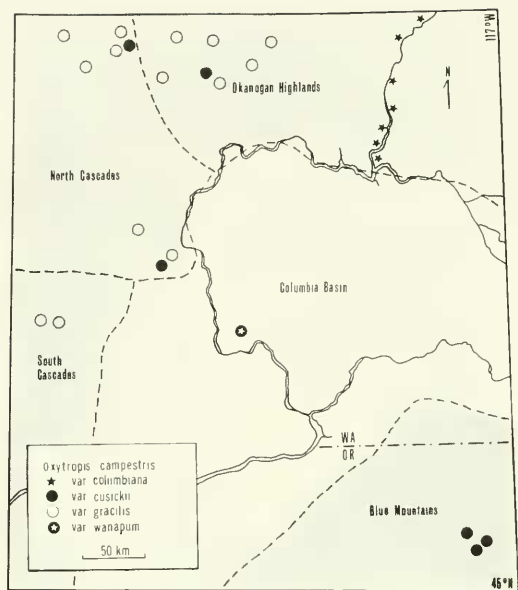 117°W
N
Okanogan Highlands
North Cascades
Columbia Basin
South
Cascades
WA
OR
Oxytropis campestris
var columbiana
var cusickii
var gracilis
var wanapum
50 km
Blue Mountains
45°N